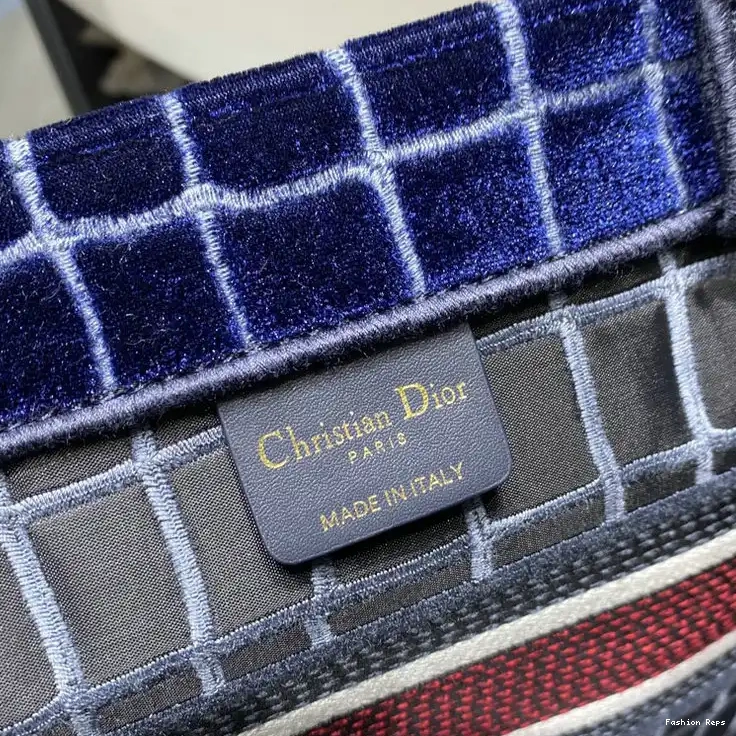 Christian Dior
PARIS
MADE IN ITALY
Fashion Reps